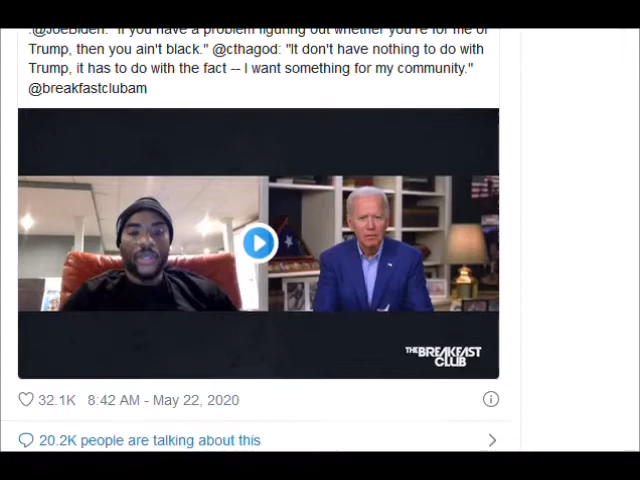 .@JoeBiden: "If you have a problem figuring out whether you're for me or
Trump, then you ain't black." @cthagod: "It don't have nothing to do with
Trump, it has to do with the fact -- I want something for my community."
@breakfastclubam
THE BREAKFAST
CLUB
32.1K 8:42 AM - May 22, 2020
20.2K people are talking about this